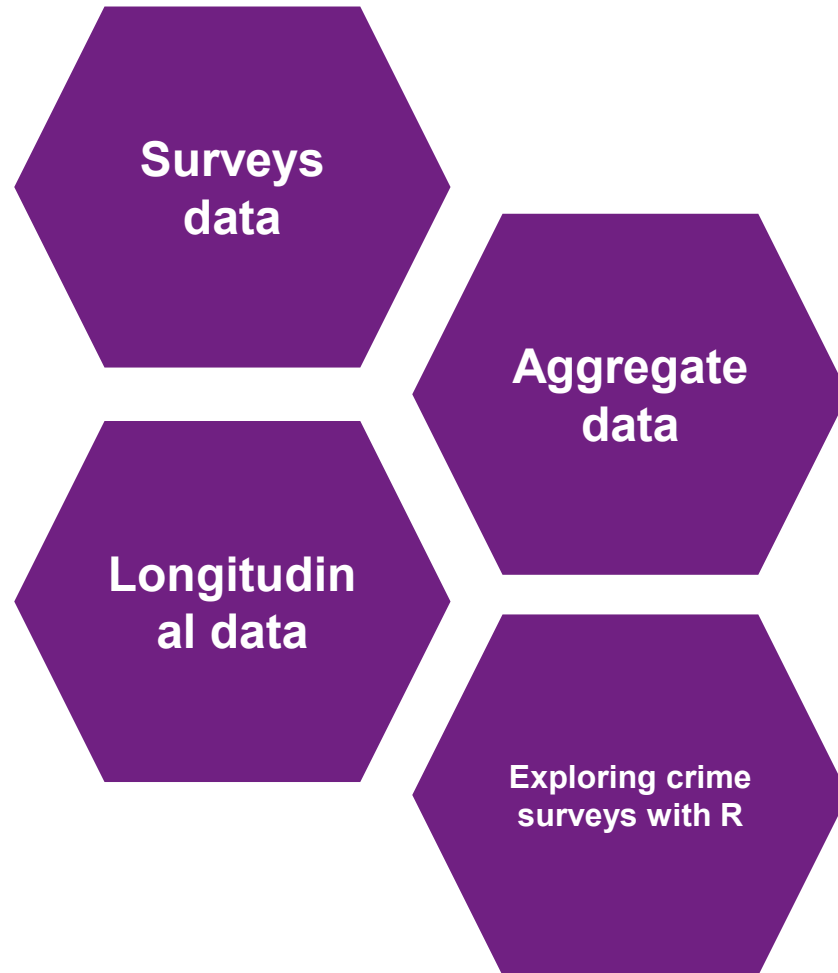 Surveys
data
Aggregate
data
Longitudin
al data
Exploring crime
surveys with R